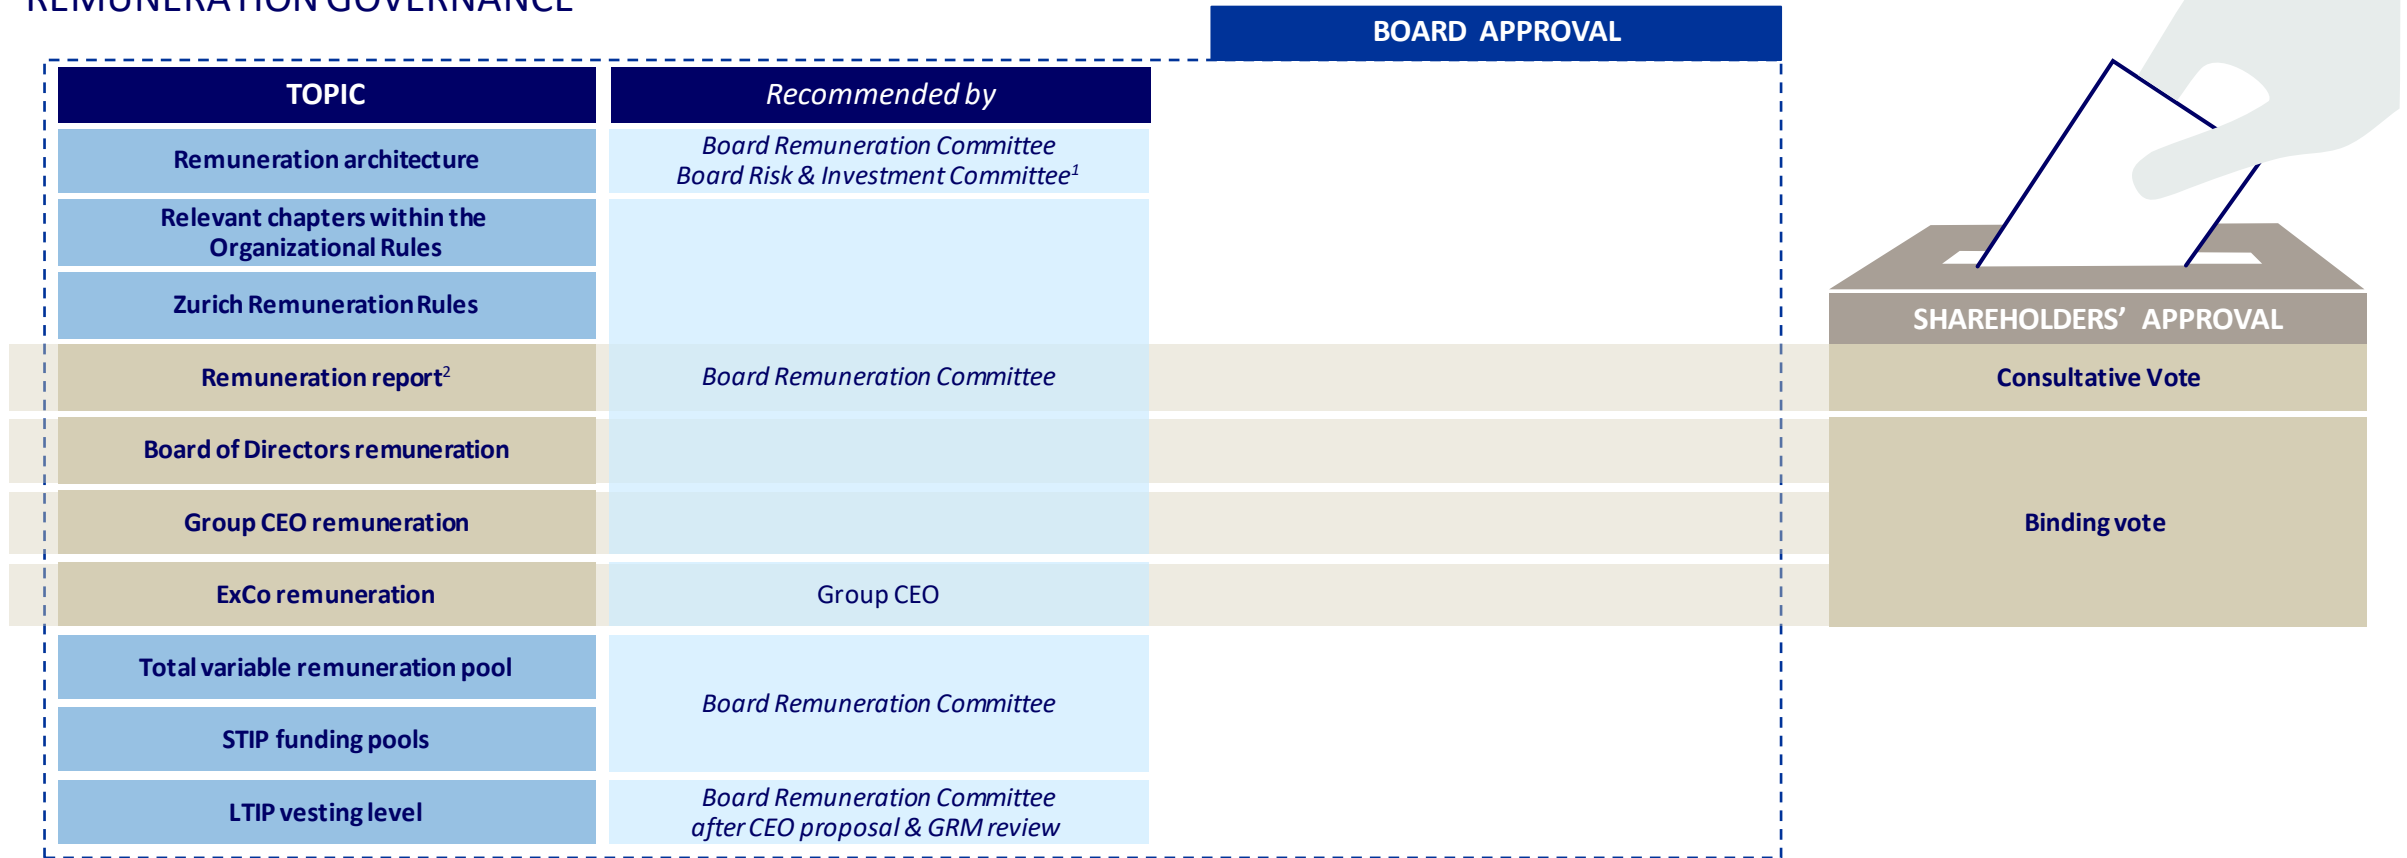 REMUNERATION GOVERNANCE
BOARD APPROVAL
TOPIC
Recommended by
Remuneration architecture
Board Remuneration Committee
Board Risk & Investment Committee1
Relevant chapters within the
Organizational Rules
Zurich Remuneration Rules
SHAREHOLDERS' APPROVAL
Remuneration report2
Board Remuneration Committee
Consultative Vote
Board of Directors remuneration
Group CEO remuneration
Binding vote
ExCo remuneration
Group CEO
Total variable remuneration pool
Board Remuneration Committee
STIP funding pools
LTIP vesting level
Board Remuneration Committee
after CEO proposal & GRM review